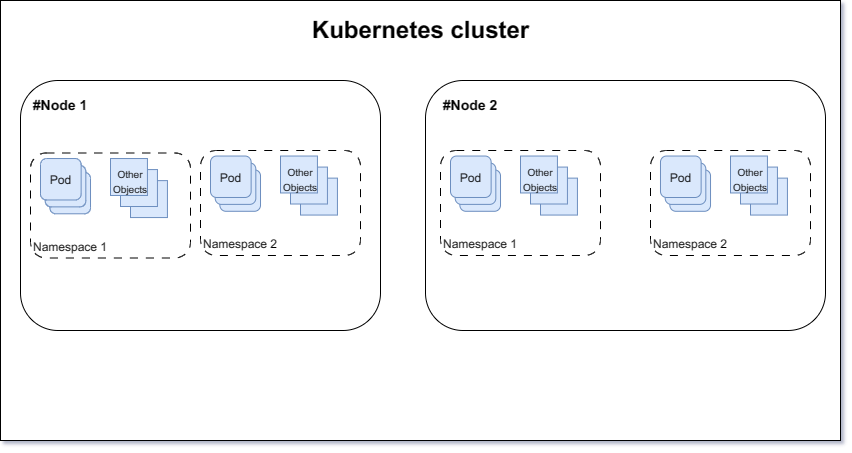 Kubernetes cluster
#Node 1
Pod
Other
Objects
Namespace 1
Pod
Other
Objects
Namespace 2
#Node 2
Pod
Other
Objects
Namespace 1
Pod
Other
Objects
Namespace 2